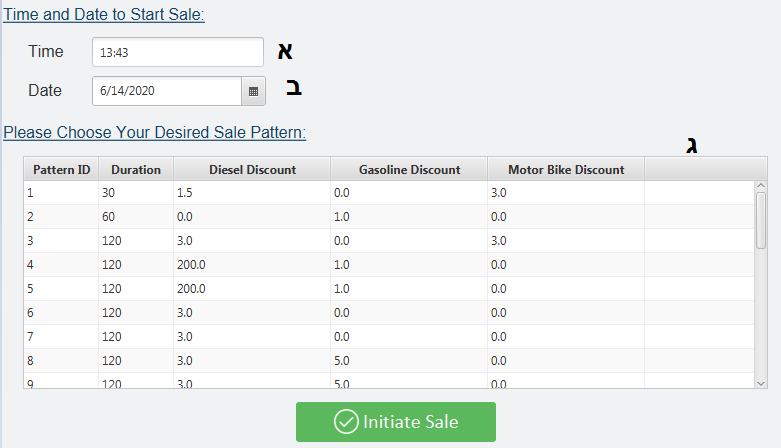 Time and Date to Start Sale:
Time 13:43 א
Date 6/14/2020 ב
Please Choose Your Desired Sale Pattern:
ג
Pattern ID Duration Diesel Discount Gasoline Discount Motor Bike Discount
1 30 1.5 0.0 3.0
2 60 0.0 1.0 0.0
3 120 3.0 0.0 3.0
4 120 200.0 1.0 0.0
5 120 200.0 1.0 0.0
6 120 3.0 0.0 0.0
7 120 3.0 0.0 0.0
8 120 3.0 5.0 0.0
9 120 3.0 5.0 0.0
Initiate Sale